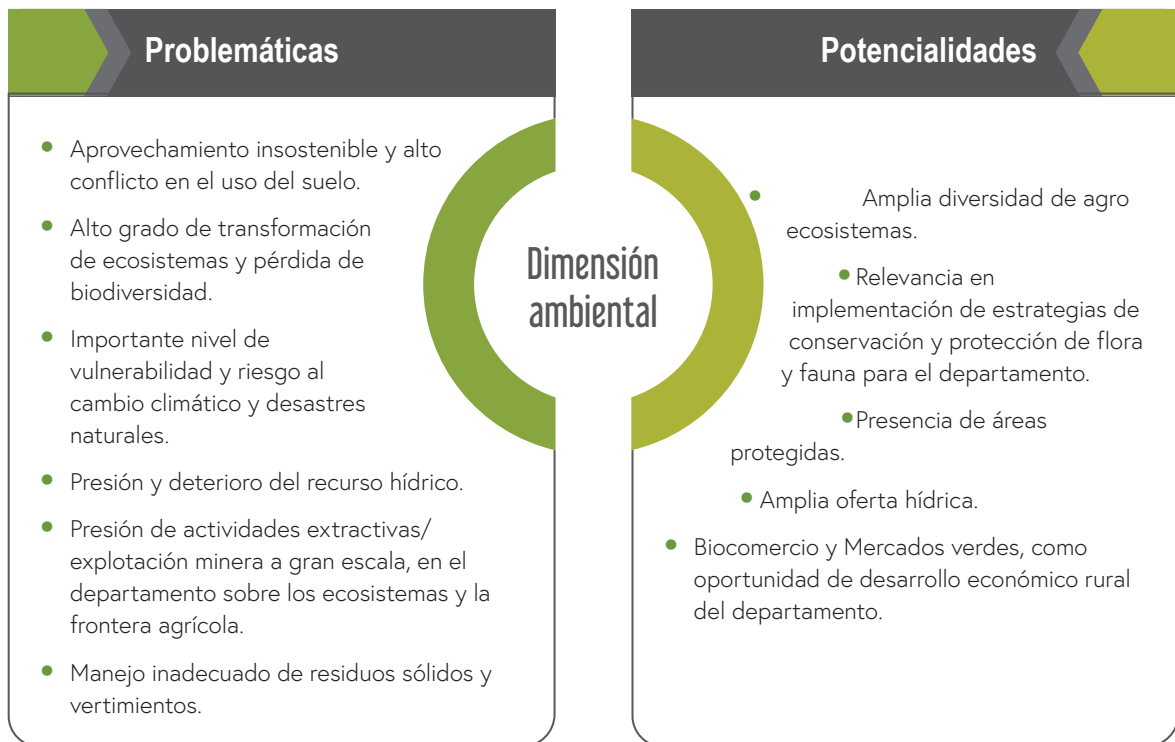 Problemáticas
• Aprovechamiento insostenible y alto
conflicto en el uso del suelo.
• Alto grado de transformación
de ecosistemas y pérdida de
biodiversidad.
• Importante nivel de
vulnerabilidad y riesgo al
cambio climático y desastres
naturales.
• Presión y deterioro del recurso hídrico.
• Presión de actividades extractivas/
explotación minera a gran escala, en el
departamento sobre los ecosistemas y la
frontera agrícola.
• Manejo inadecuado de residuos sólidos y
vertimientos.
Dimensión
ambiental
Potencialidades
• Amplia diversidad de agro
ecosistemas.
• Relevancia en
implementación de estrategias de
conservación y protección de flora
y fauna para el departamento.
• Presencia de áreas
protegidas.
• Amplia oferta hídrica.
• Biocomercio y Mercados verdes, como
oportunidad de desarrollo económico rural
del departamento.